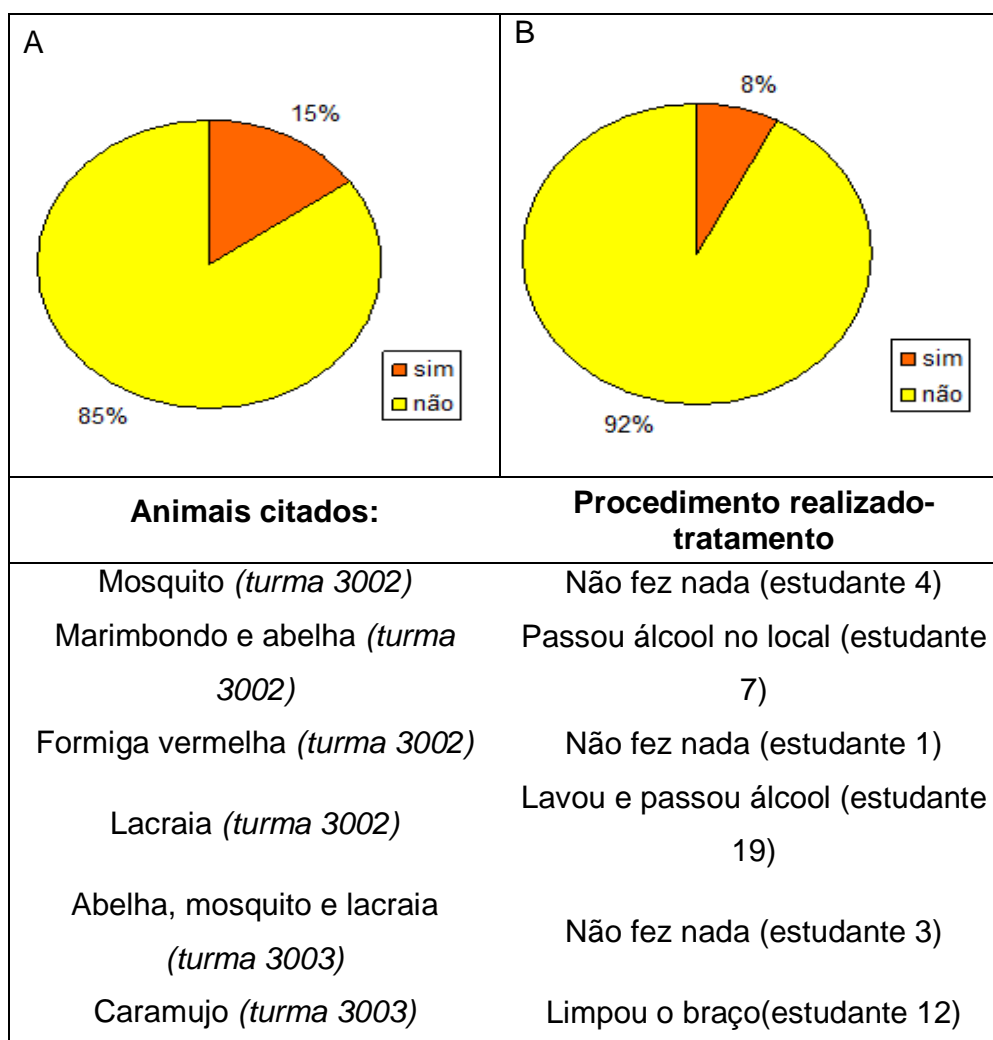 A
15%
85%
sim
não
B
8%
92%
sim
não
Animais citados:
Procedimento realizado-
tratamento
Mosquito (turma 3002)
Não fez nada (estudante 4)
Marimbondo e abelha (turma
3002)
Passou álcool no local (estudante
7)
Formiga vermelha (turma 3002)
Não fez nada (estudante 1)
Lacraia (turma 3002)
Lavou e passou álcool (estudante
19)
Abelha, mosquito e lacraia
(turma 3003)
Não fez nada (estudante 3)
Caramujo (turma 3003)
Limpou o braço(estudante 12)